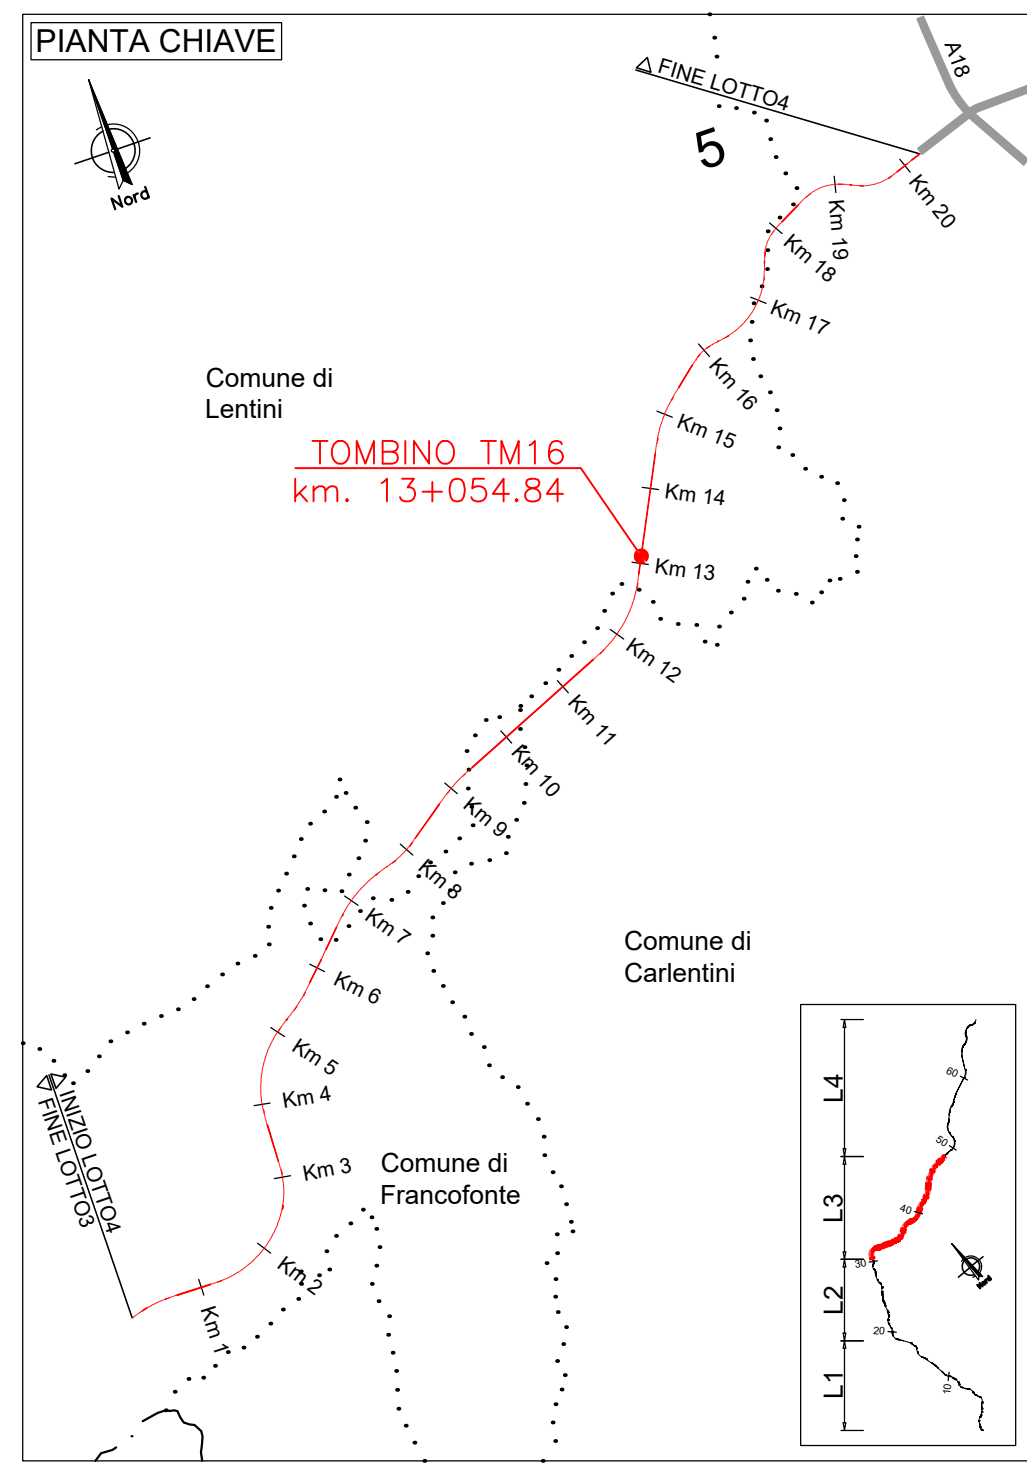 PIANTA CHIAVE
Nord
FINE LOTTO4
A18
5
Km 20
Km 19
Km 18
Km 17
Km 16
Comune di
Lentini
Km 15
TOMBINO TM16
km. 13+054.84
Km 14
Km 13
Km 12
Km 11
Km 10
Km 9
Km 8
Km 7
Comune di
Carlentini
Km 6
Km 5
Km 4
INIZIO LOTTO4
FINE LOTTO3
Km 3
Comune di
Francofonte
Km 2
Km 1
L4
60
50
L3
40
30
Nord
L2
20
L1
10